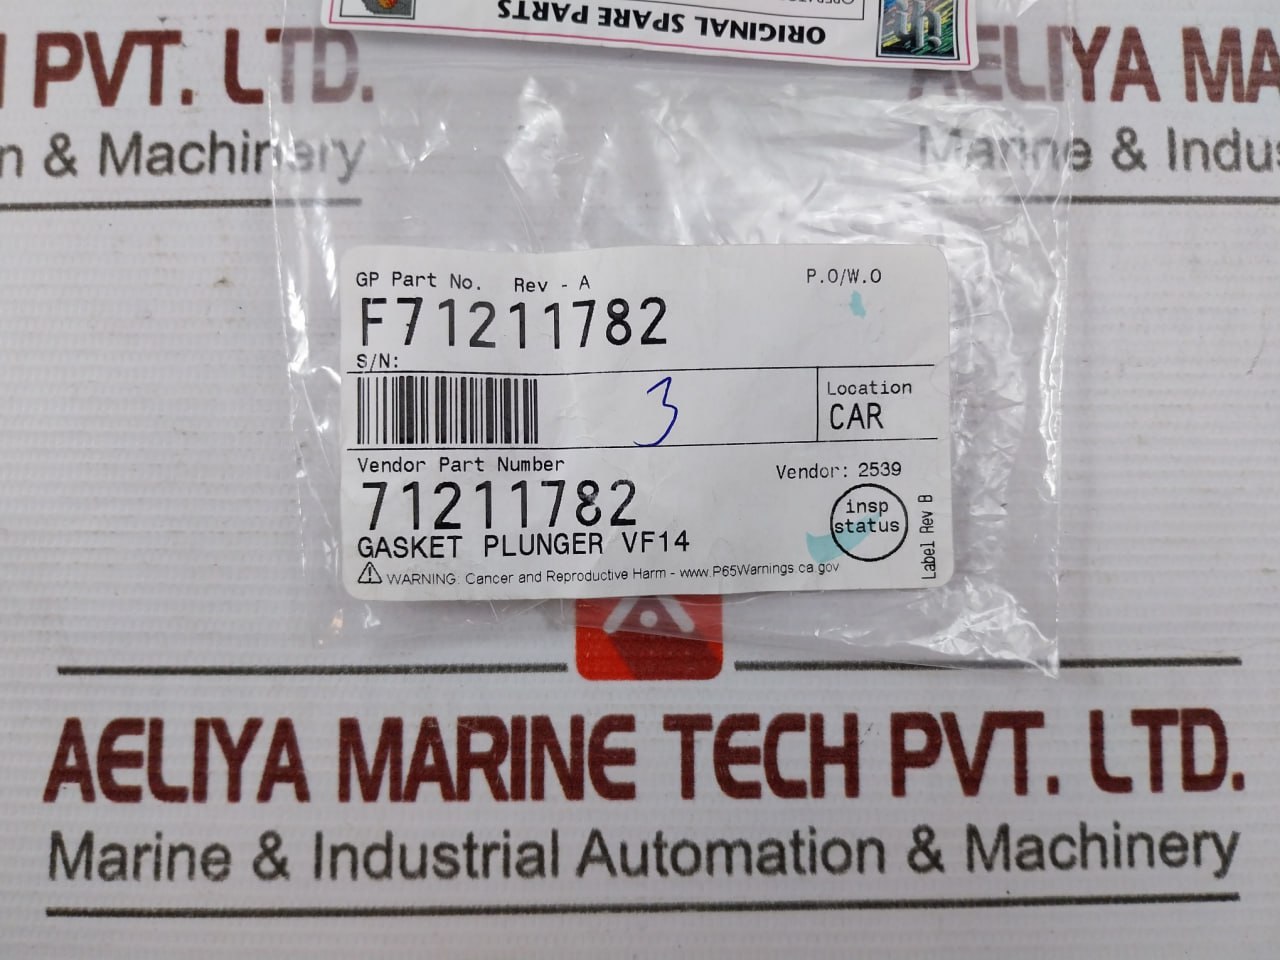 ORIGINAL SPARE PARTS
PVT. LTD.
n & Machinery
AELIYA MA
Marine & Indus
GP Part No. Rev - A
P.O/W.O
F71211782
S/N:
3
Location
CAR
Vendor Part Number
Vendor: 2539
71211782
insp
status
GASKET PLUNGER VF14
Label Rev B
⚠ WARNING: Cancer and Reproductive Harm - www.P65Warnings.ca.gov
AELIYA MARINE TECH PVT. LTD.
Marine & Industrial Automation & Machinery